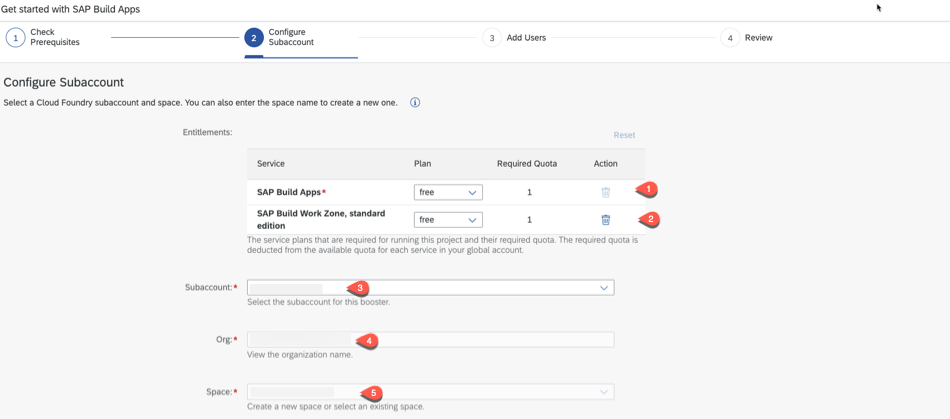 Get started with SAP Build Apps
1
Check
Prerequisites
2
Configure
Subaccount
3
Add Users
4
Review
Configure Subaccount
Select a Cloud Foundry subaccount and space. You can also enter the space name to create a new one.
Entitlements:
Reset
Service Plan Required Quota Action
SAP Build Apps* free 1
1
SAP Build Work Zone, standard
edition
free 1
2
The service plans that are required for running this project and their required quota. The required quota is
deducted from the available quota for each service in your global account.
Subaccount:*
3
Select the subaccount for this booster.
Org:*
4
View the organization name.
Space:*
5
Create a new space or select an existing space.